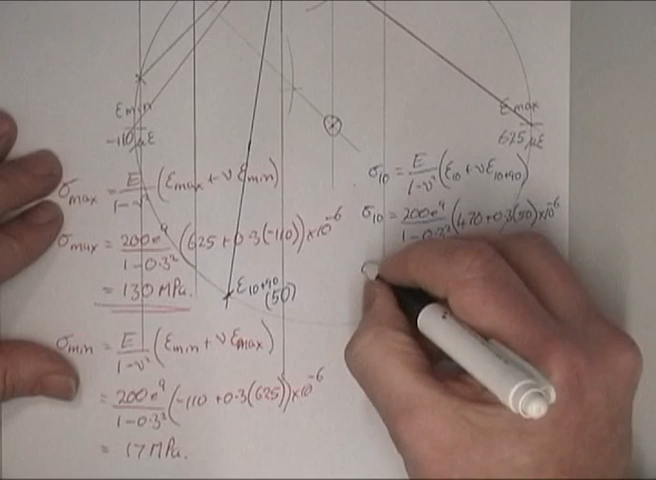 εmin
-110με
εmax
625 με
σmax = E/1-ν² (εmax + ν εmin)
σmax = 200e⁹/1-0.3² (625 + 0.3(-110))×10⁻⁶
= 130 MPa.
ε10+90
(50)
σmin = E/1-ν² (εmin + ν εmax)
= 200e⁹/1-0.3² (-110 + 0.3(625))×10⁻⁶
= 17 MPa.
σ10 = E/1-ν² (ε10 + ν ε10+90)
σ10 = 200e⁹/1-0.3² (470 + 0.3(50))×10⁻⁶